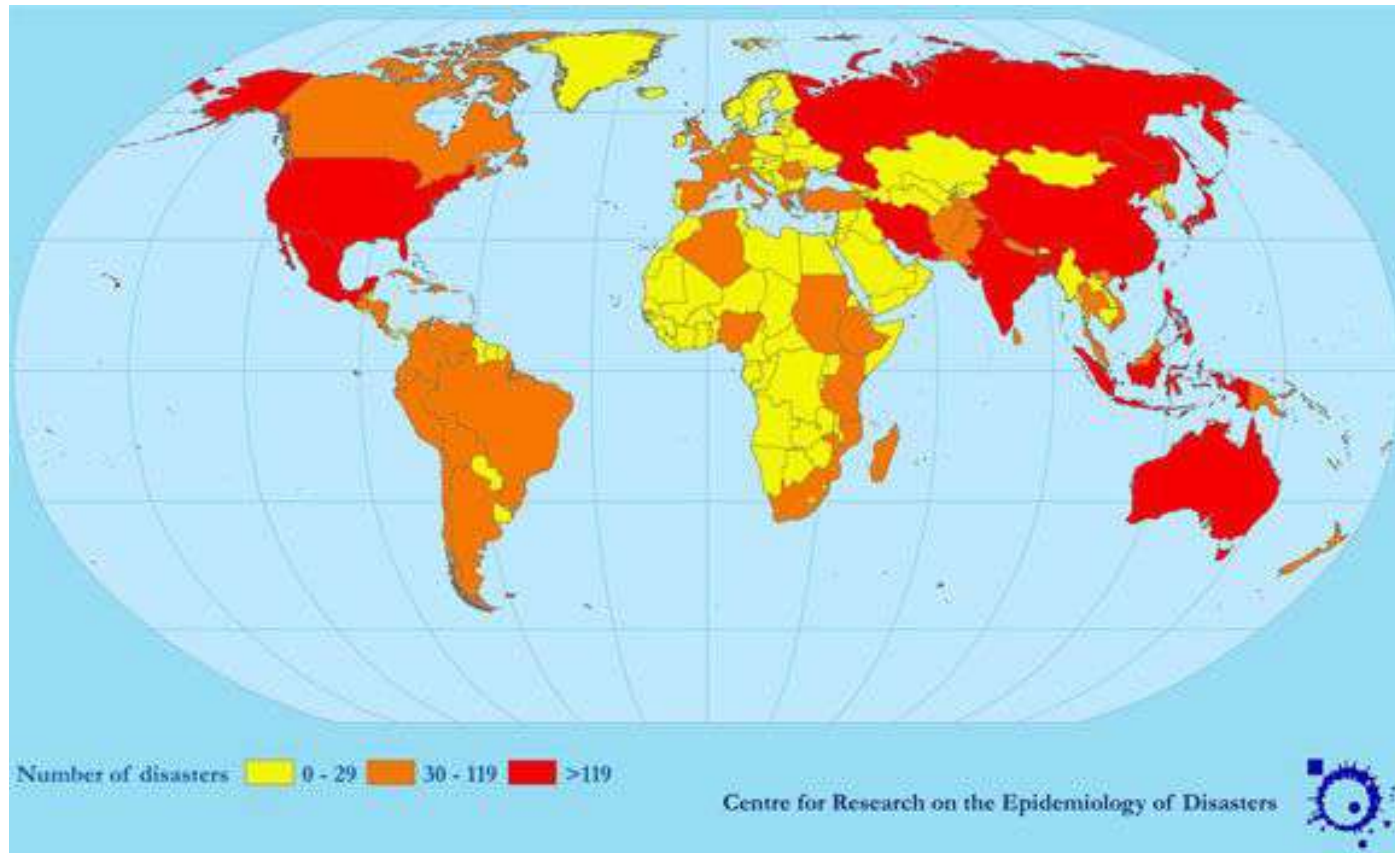 Number of disasters 0 - 29 30 - 119 >119
Centre for Research on the Epidemiology of Disasters